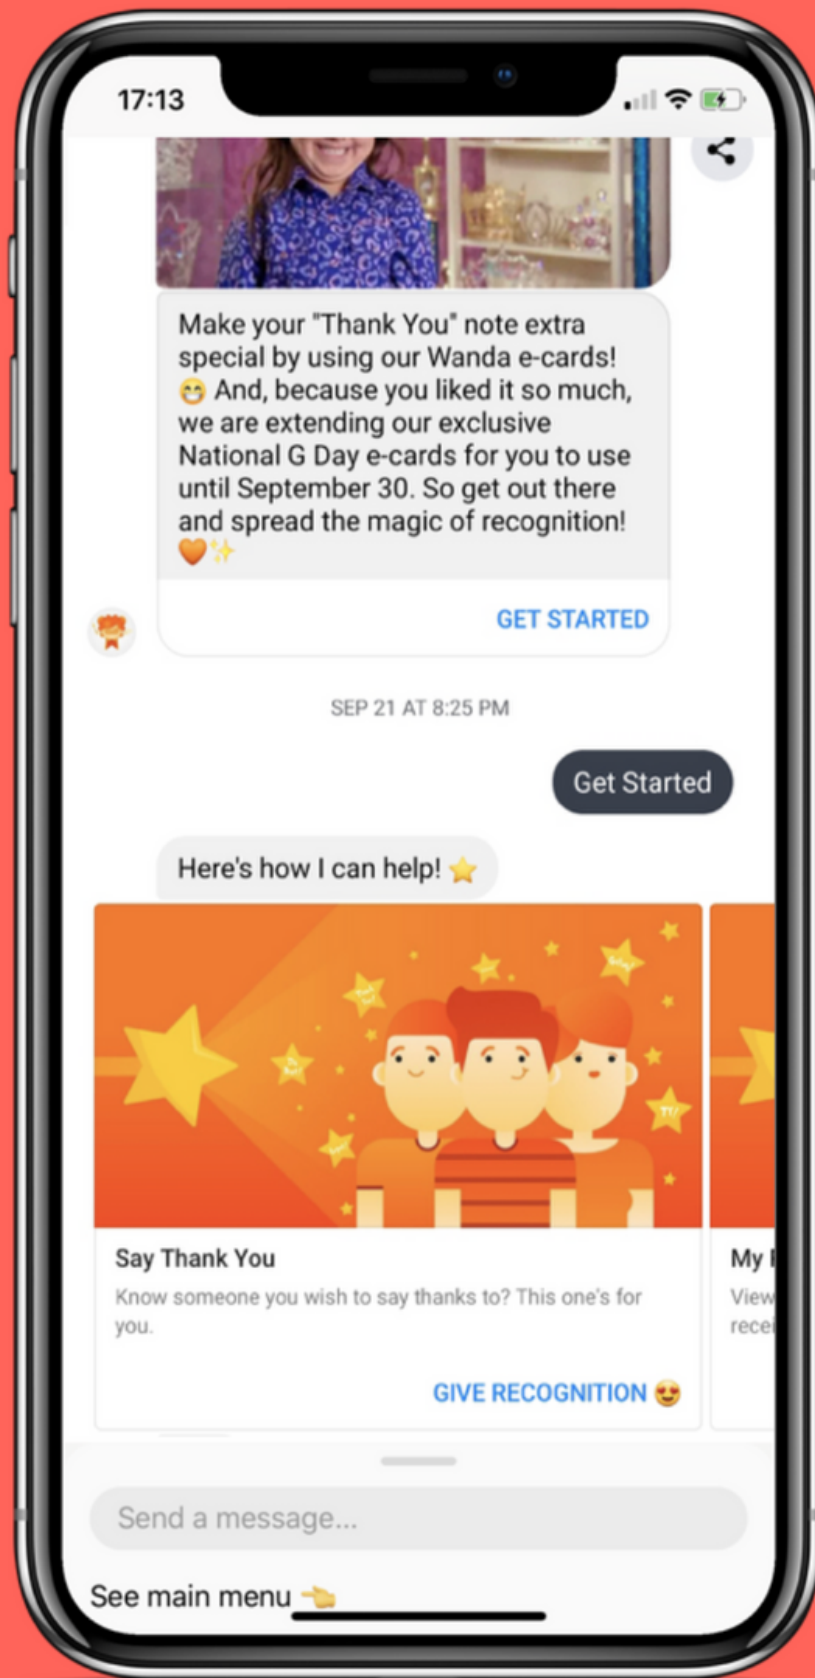 17:13
Make your "Thank You" note extra
special by using our Wanda e-cards!
😁 And, because you liked it so much,
we are extending our exclusive
National G Day e-cards for you to use
until September 30. So get out there
and spread the magic of recognition!
🧡✨
GET STARTED
SEP 21 AT 8:25 PM
Get Started
Here's how I can help! ⭐
TY!
Say Thank You
Know someone you wish to say thanks to? This one's for
you.
GIVE RECOGNITION 😍
My
View
recei
Send a message...
See main menu 👈